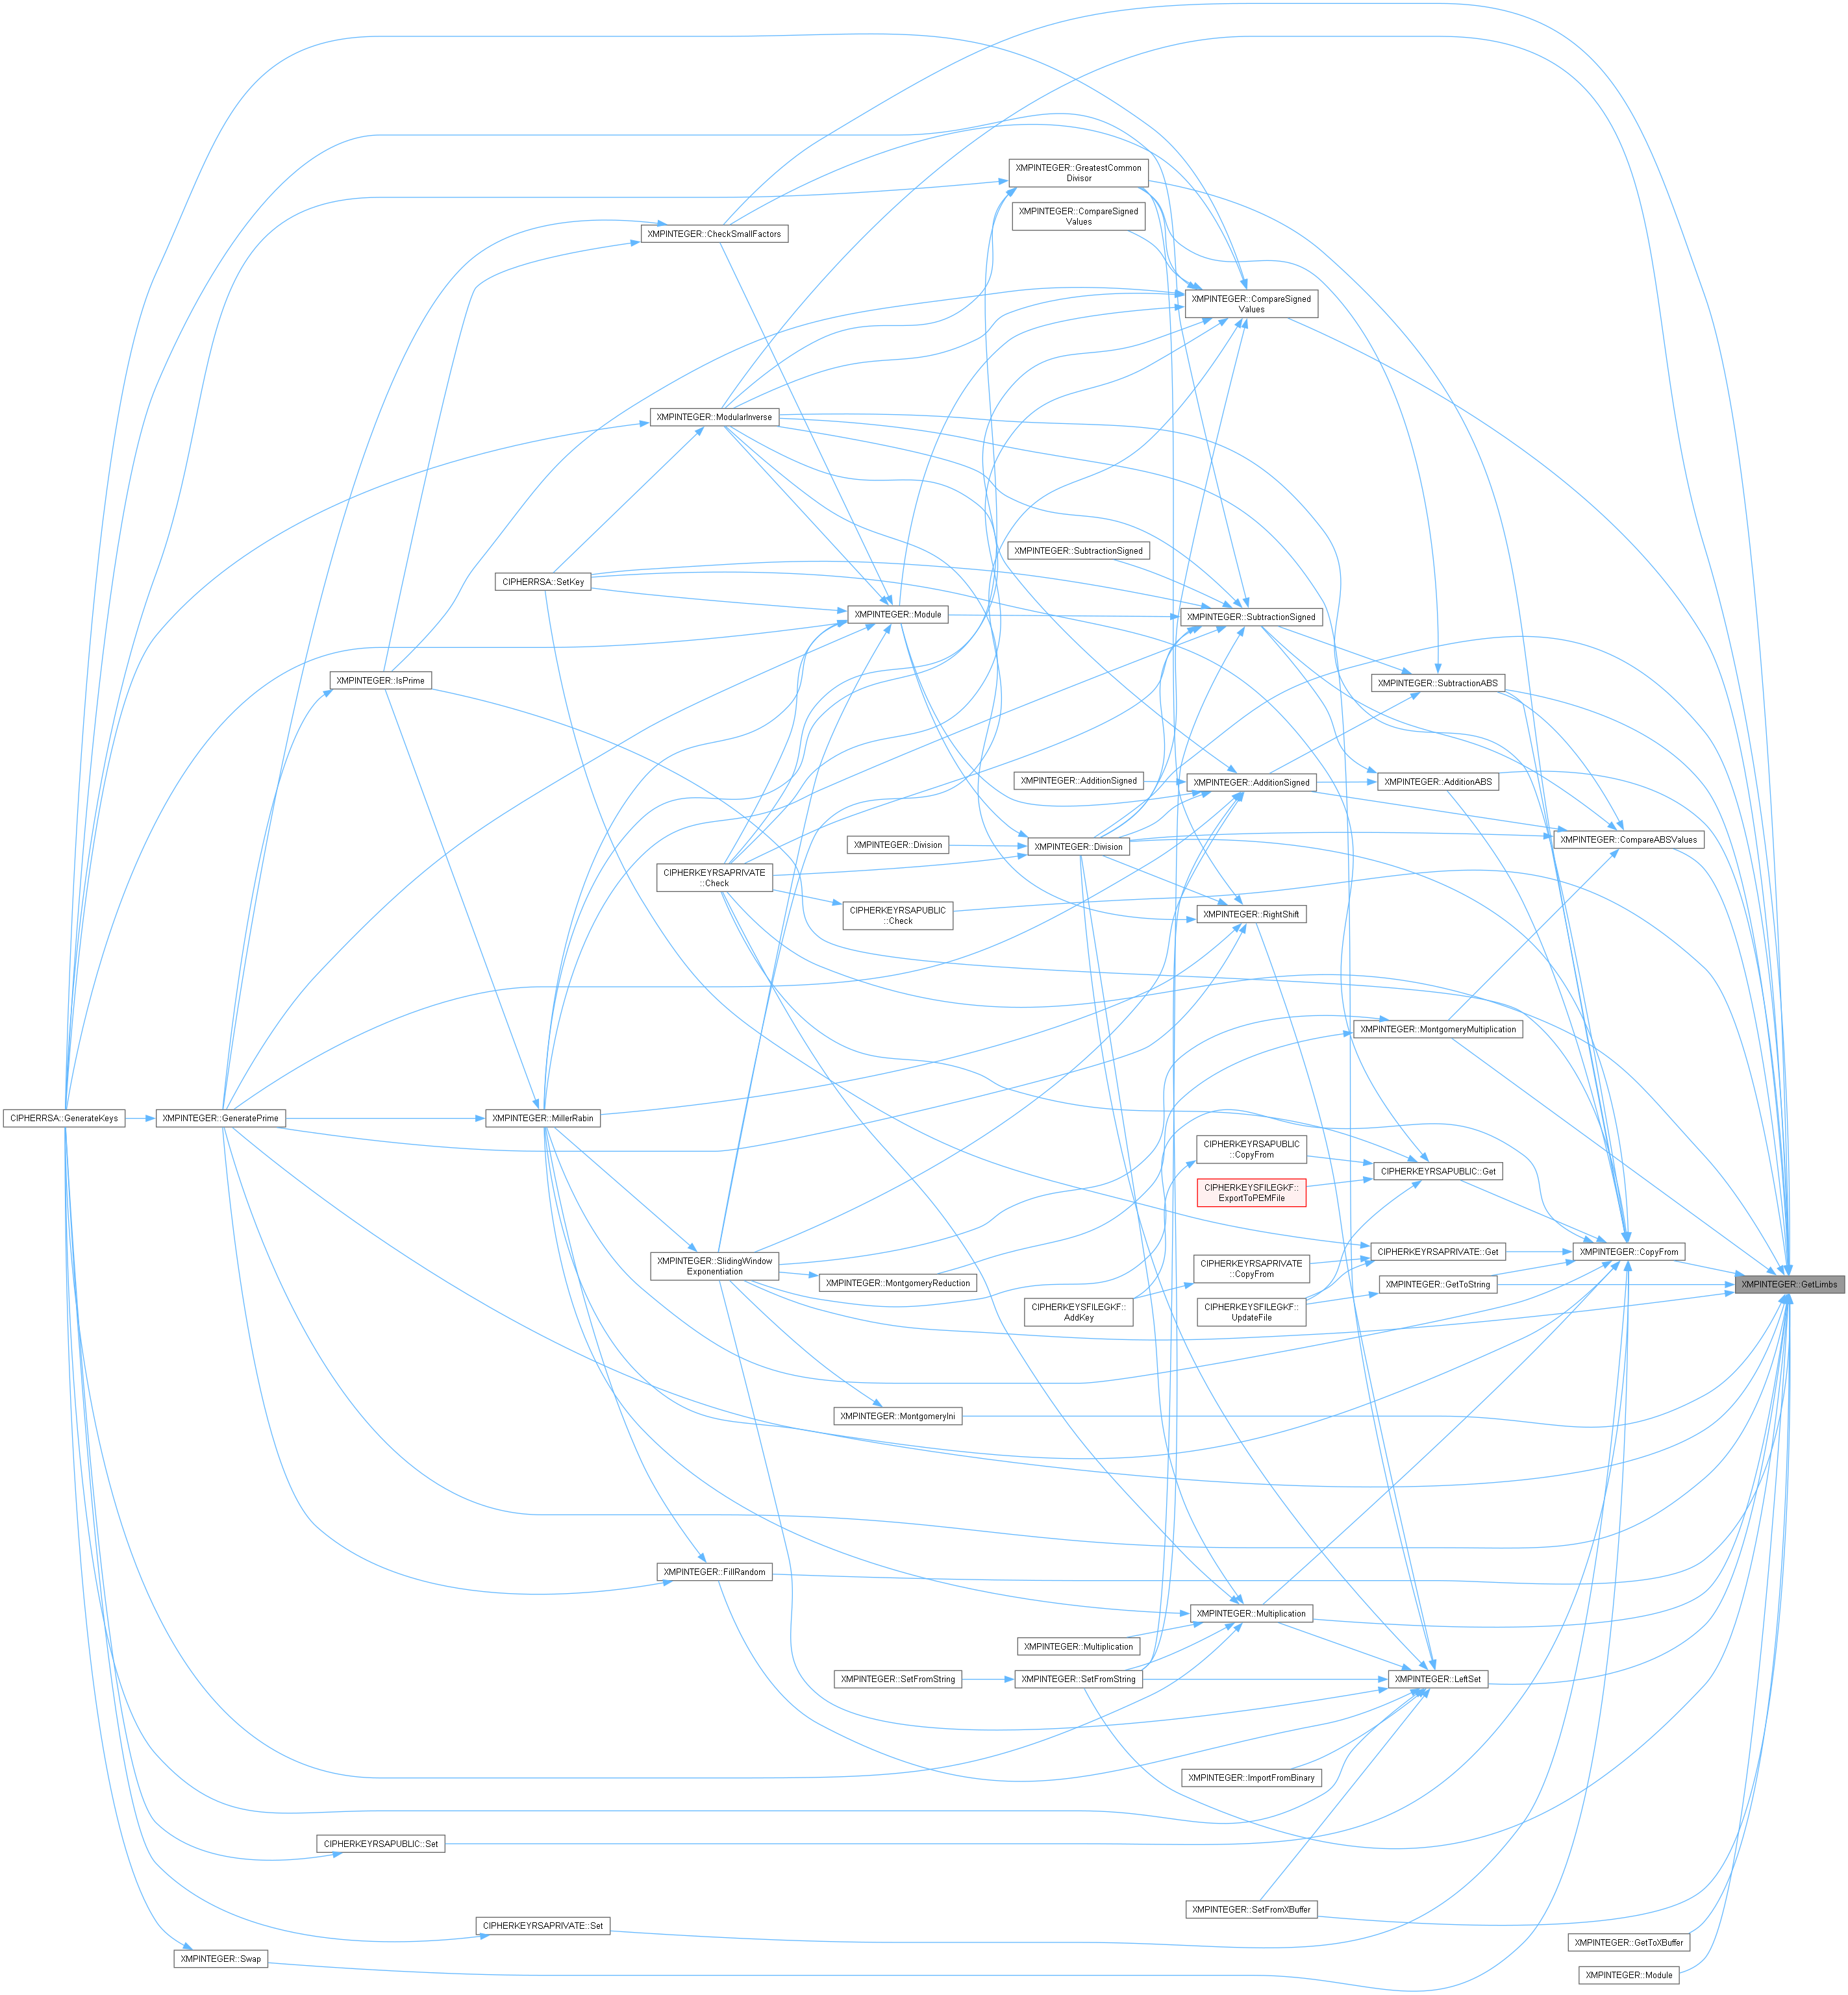 XMPINTEGER::GreatestCommon
Divisor
XMPINTEGER::CompareSigned
Values
XMPINTEGER::CheckSmallFactors
XMPINTEGER::CompareSigned
Values
XMPINTEGER::ModularInverse
XMPINTEGER::SubtractionSigned
CIPHERRSA::SetKey
XMPINTEGER::Module
XMPINTEGER::SubtractionSigned
XMPINTEGER::IsPrime
XMPINTEGER::SubtractionABS
XMPINTEGER::AdditionSigned
XMPINTEGER::AdditionSigned
XMPINTEGER::AdditionABS
XMPINTEGER::Division
XMPINTEGER::Division
XMPINTEGER::CompareABSValues
CIPHERKEYRSAPRIVATE
::Check
CIPHERKEYRSAPUBLIC
::Check
XMPINTEGER::RightShift
XMPINTEGER::MontgomeryMultiplication
CIPHERRSA::GenerateKeys
XMPINTEGER::GeneratePrime
XMPINTEGER::MillerRabin
CIPHERKEYRSAPUBLIC
::CopyFrom
CIPHERKEYRSAPUBLIC::Get
CIPHERKEYSFILEGKF::
ExportToPEMFile
XMPINTEGER::SlidingWindow
Exponentiation
CIPHERKEYRSAPRIVATE::Get
XMPINTEGER::CopyFrom
CIPHERKEYRSAPRIVATE
::CopyFrom
XMPINTEGER::MontgomeryReduction
XMPINTEGER::GetToString
XMPINTEGER::GetLimbs
CIPHERKEYSFILEGKF::
AddKey
CIPHERKEYSFILEGKF::
UpdateFile
XMPINTEGER::MontgomeryIni
XMPINTEGER::FillRandom
XMPINTEGER::Multiplication
XMPINTEGER::Multiplication
XMPINTEGER::SetFromString
XMPINTEGER::SetFromString
XMPINTEGER::LeftSet
XMPINTEGER::ImportFromBinary
CIPHERKEYRSAPUBLIC::Set
XMPINTEGER::SetFromXBuffer
CIPHERKEYRSAPRIVATE::Set
XMPINTEGER::GetToXBuffer
XMPINTEGER::Swap
XMPINTEGER::Module